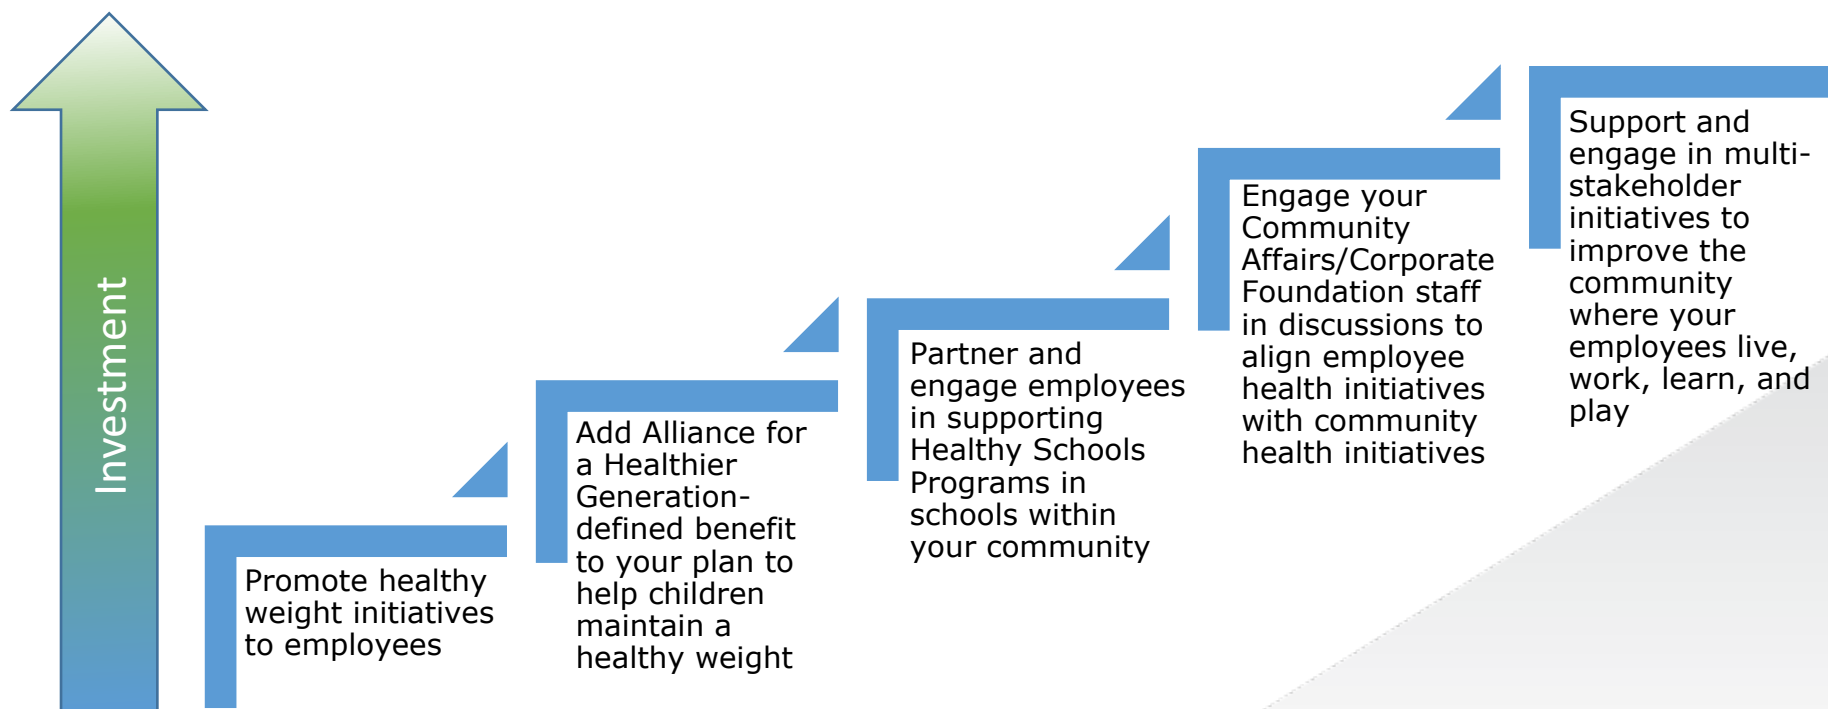 Investment
Promote healthy
weight initiatives
to employees
Add Alliance for
a Healthier
Generation-
defined benefit
to your plan to
help children
maintain a
healthy weight
Partner and
engage employees
in supporting
Healthy Schools
Programs in
schools within
your community
Engage your
Community
Affairs/Corporate
Foundation staff
in discussions to
align employee
health initiatives
with community
health initiatives
Support and
engage in multi-
stakeholder
initiatives to
improve the
community
where your
employees live,
work, learn, and
play